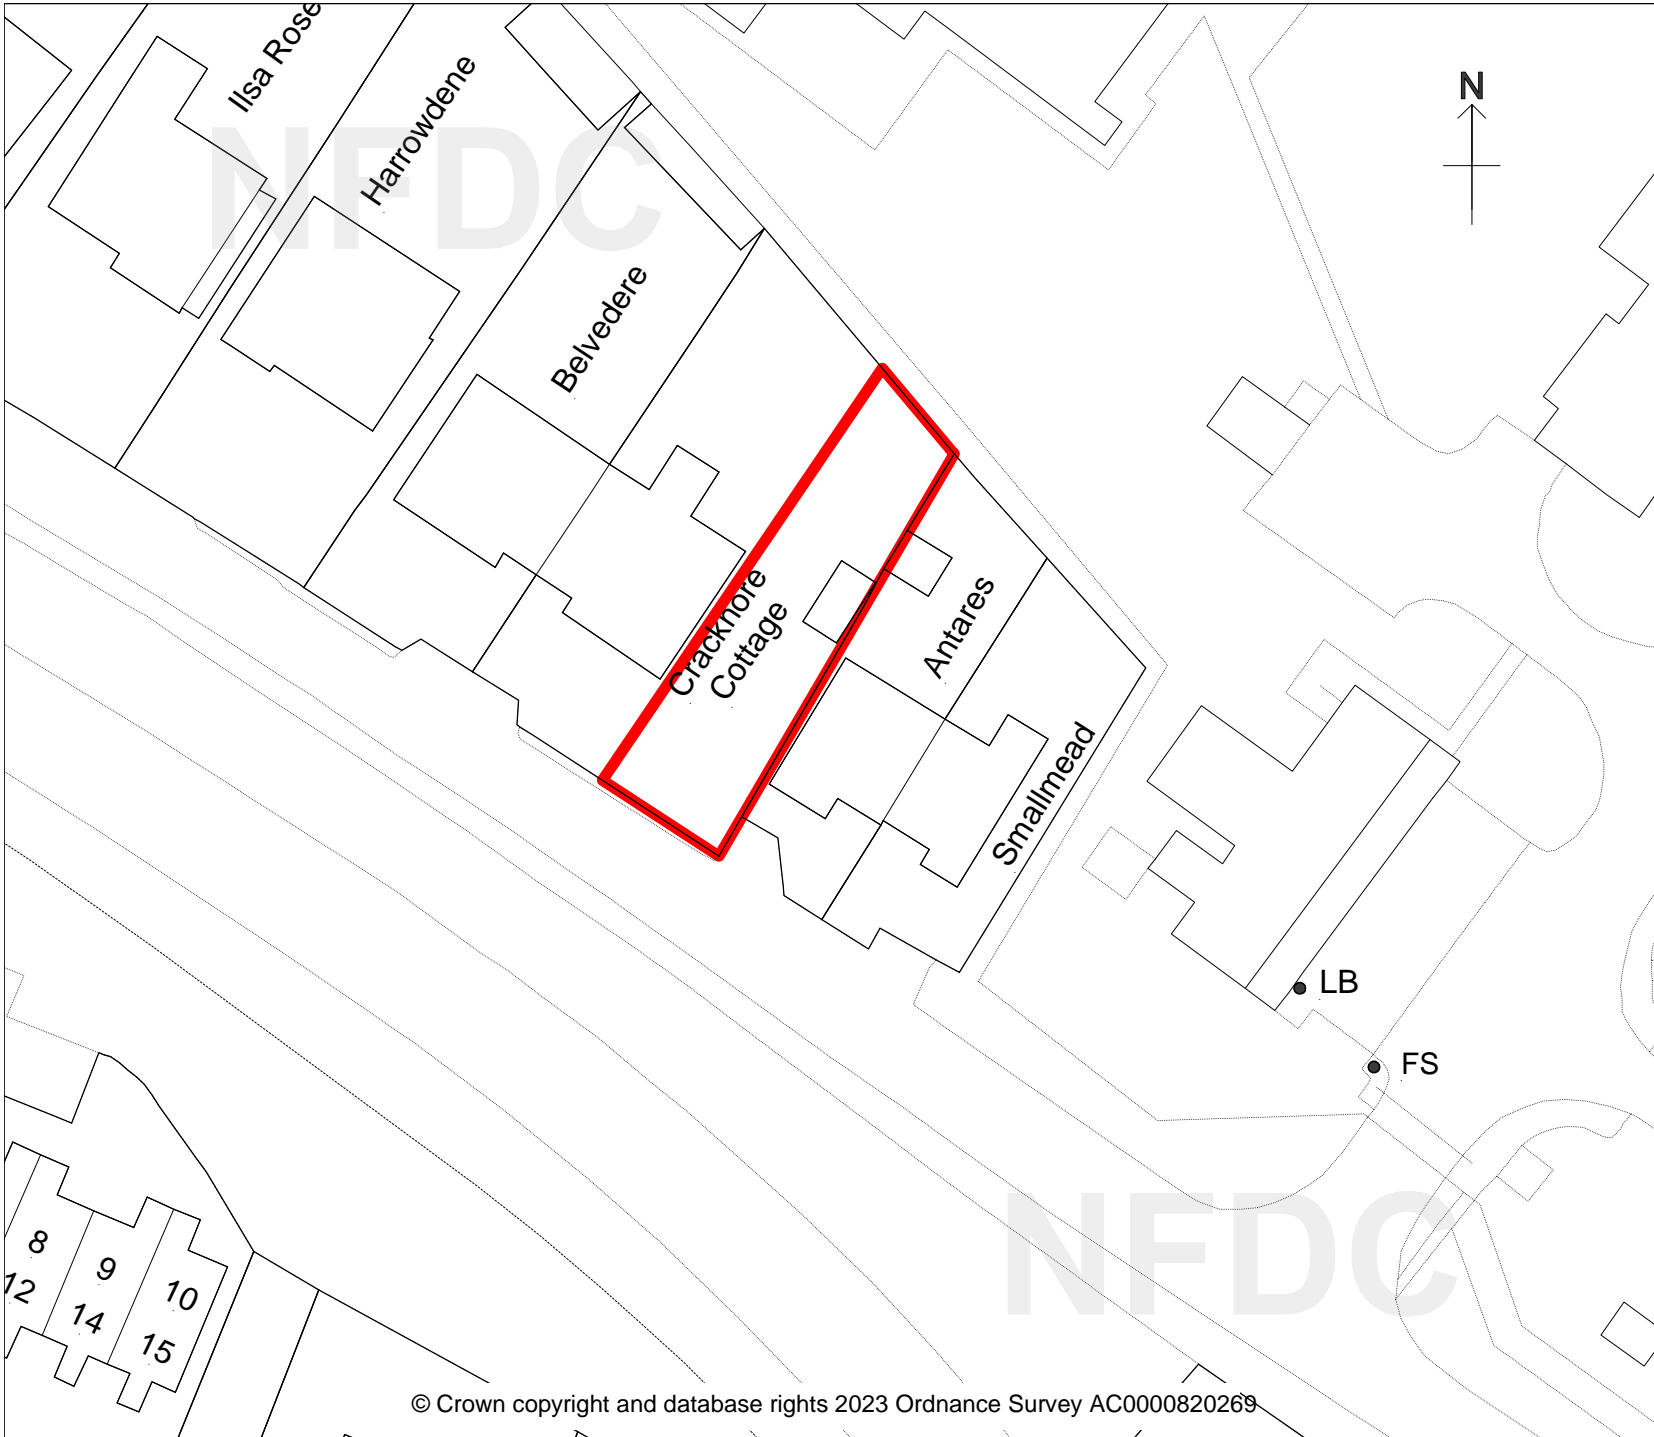 Ilsa Rose
Harrowdene
N
NFDC
Belvedere
Cracknore
Cottage
Antares
Smallmead
LB
FS
NFDC
8
9
10
12
14
15
© Crown copyright and database rights 2023 Ordnance Survey AC0000820269